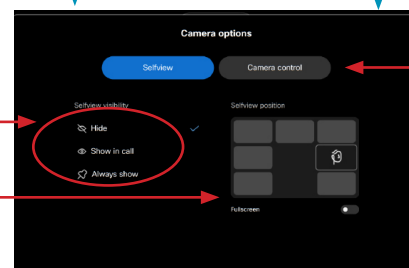 Camera options
Selfview
Camera control
Selfview visibility
Selfview position
Hide
Show in call
Always show
Fullscreen